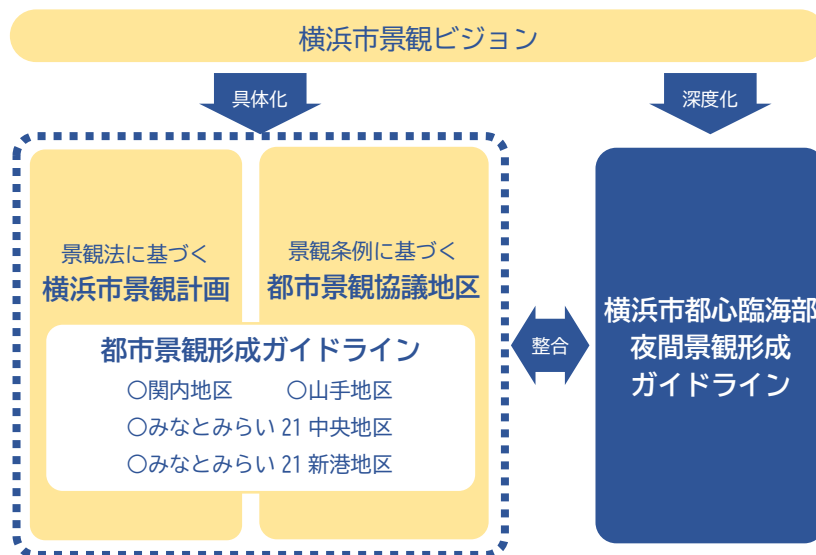 横浜市景観ビジョン
具体化
深度化
景観法に基づく
横浜市景観計画
景観条例に基づく
都市景観協議地区
都市景観形成ガイドライン
〇関内地区 〇山手地区
〇みなとみらい 21 中央地区
〇みなとみらい 21 新港地区
整合
横浜市都心臨海部
夜間景観形成
ガイドライン